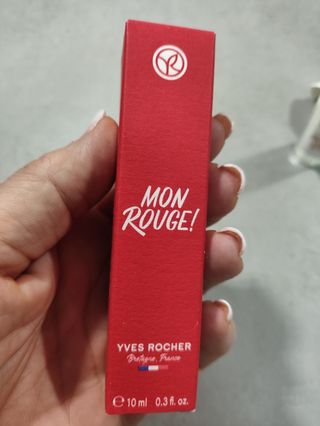 MON
ROUGE!
YVES ROCHER
Bretagne, France
℮ 10 ml 0.3 fl. oz.